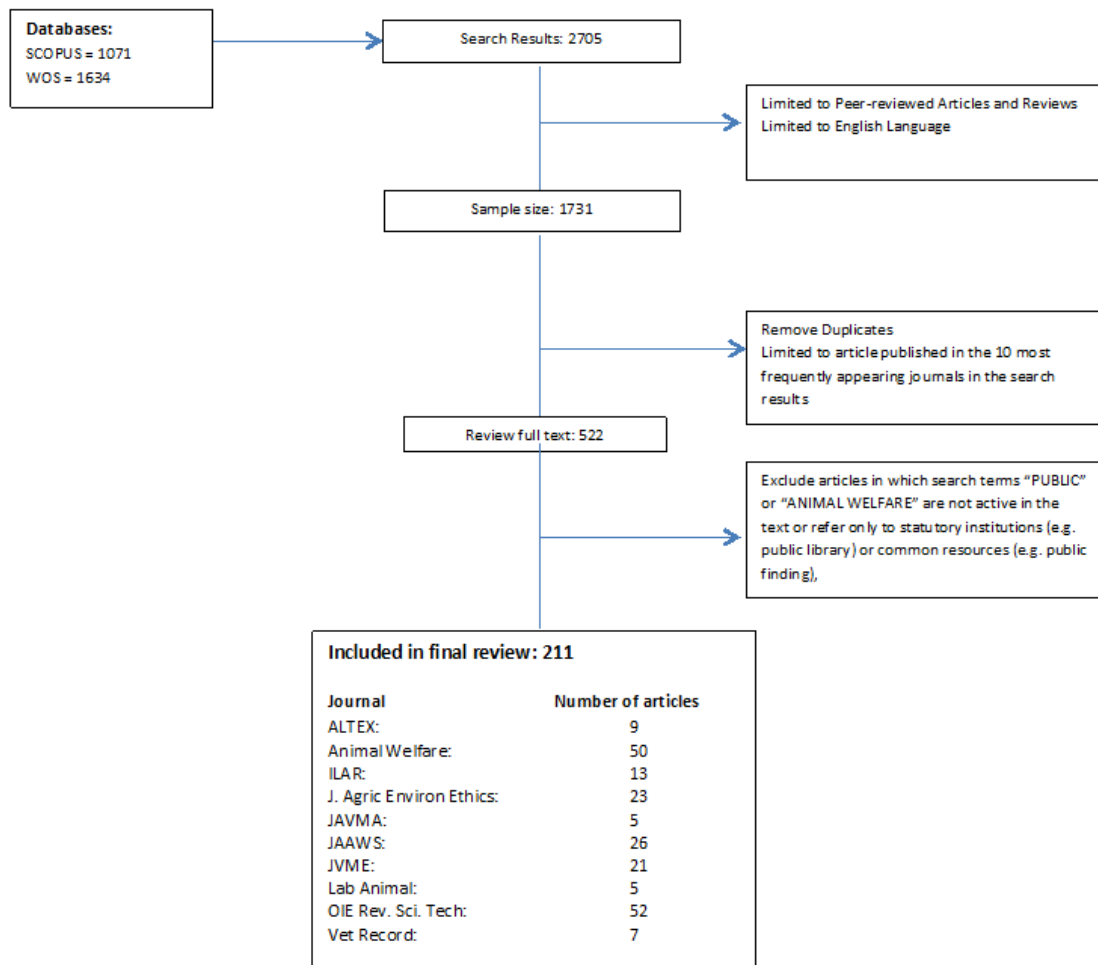 Databases:
SCOPUS = 1071
WOS = 1634
Search Results: 2705
Limited to Peer-reviewed Articles and Reviews
Limited to English Language
Sample size: 1731
Remove Duplicates
Limited to article published in the 10 most
frequently appearing journals in the search
results
Review full text: 522
Exclude articles in which search terms “PUBLIC”
or “ANIMAL WELFARE” are not active in the
text or refer only to statutory institutions (e.g.
public library) or common resources (e.g. public
finding),
Included in final review: 211
Journal Number of articles
ALTEX: 9
Animal Welfare: 50
ILAR: 13
J. Agric Environ Ethics: 23
JAVMA: 5
JAAWS: 26
JVME: 21
Lab Animal: 5
OIE Rev. Sci. Tech: 52
Vet Record: 7